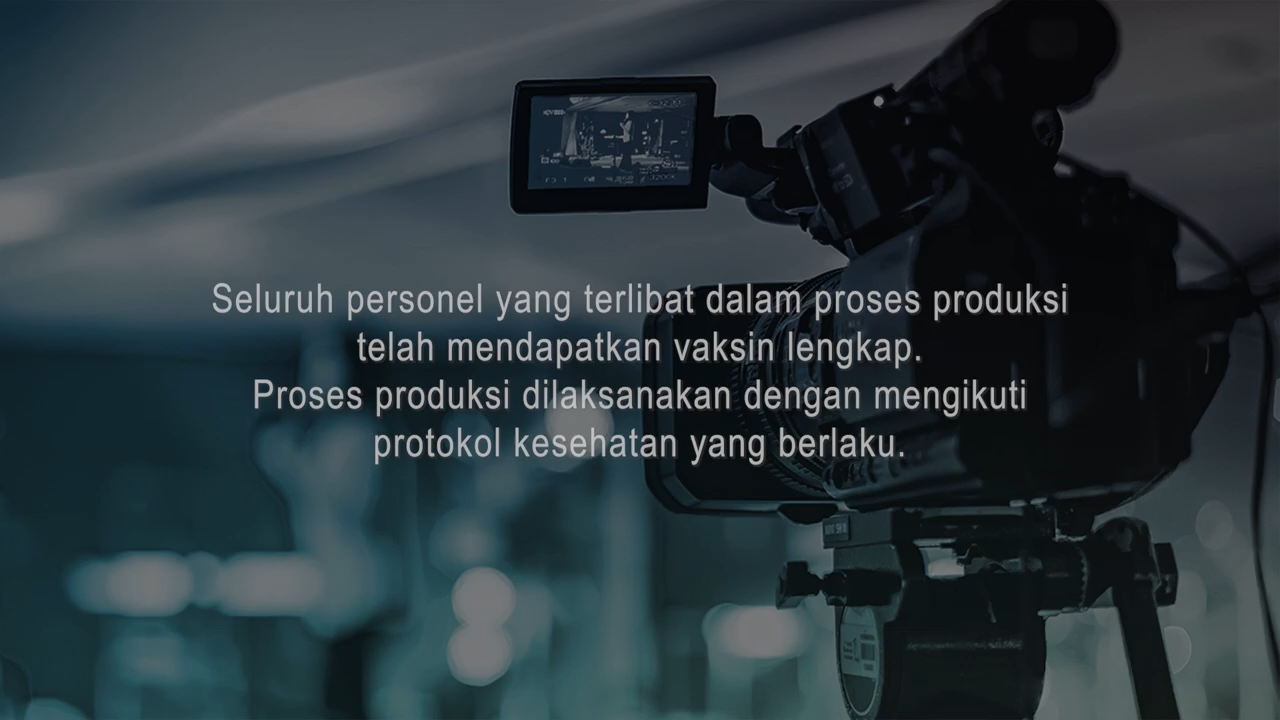 Seluruh personel yang terlibat dalam proses produksi
telah mendapatkan vaksin lengkap.
Proses produksi dilaksanakan dengan mengikuti
protokol kesehatan yang berlaku.